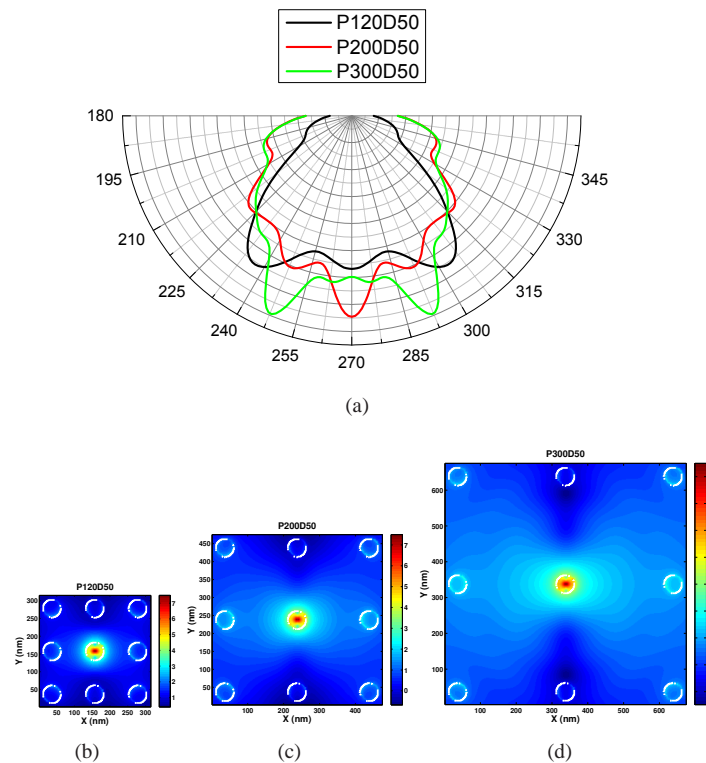 P120D50
P200D50
P300D50
180
195
210
225
240
255
270
285
300
315
330
345
(a)
P120D50
Y (nm)
300
250
200
150
100
50
50 100 150 200 250 300
X (nm)
7
6
5
4
3
2
1
(b)
P200D50
Y (nm)
450
400
350
300
250
200
150
100
50
100 200 300 400
X (nm)
7
6
5
4
3
2
1
0
(c)
P300D50
Y (nm)
600
500
400
300
200
100
100 200 300 400 500 600
X (nm)
(d)